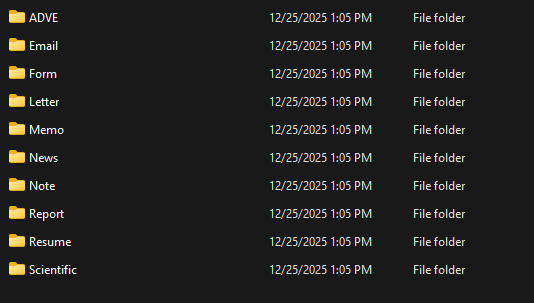 ADVE 12/25/2025 1:05 PM File folder
Email 12/25/2025 1:05 PM File folder
Form 12/25/2025 1:05 PM File folder
Letter 12/25/2025 1:05 PM File folder
Memo 12/25/2025 1:05 PM File folder
News 12/25/2025 1:05 PM File folder
Note 12/25/2025 1:05 PM File folder
Report 12/25/2025 1:05 PM File folder
Resume 12/25/2025 1:05 PM File folder
Scientific 12/25/2025 1:05 PM File folder